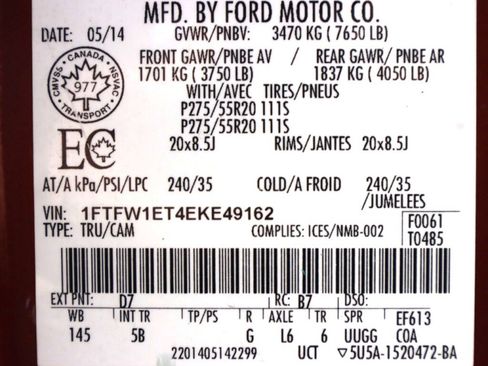 MFD. BY FORD MOTOR CO.
DATE: 05/14 GVWR/PNBV: 3470 KG ( 7650 LB)
FRONT GAWR/PNBE AV / REAR GAWR/ PNBE AR
1701 KG ( 3750 LB) 1837 KG ( 4050 LB)
CANADA
CMVSS NSVAC
977
TRANSPORT
WITH/AVEC TIRES/PNEUS
P275/55R20 111S
P275/55R20 111S
EC
20x8.5J RIMS/JANTES 20x8.5J
AT/A kPa/PSI/LPC 240/35 COLD/A FROID 240/35
/JUMELEES
VIN: 1FTFW1ET4EKE49162
TYPE: TRU/CAM COMPLIES: ICES/NMB-002
F0061
T0485
EXT PNT: D7 RC: B7 DSO:
WB INT TR TP/PS R AXLE TR SPR EF613
145 5B G L6 6 UUGG COA
2201405142299 UCT ▽5U5A-1520472-BA